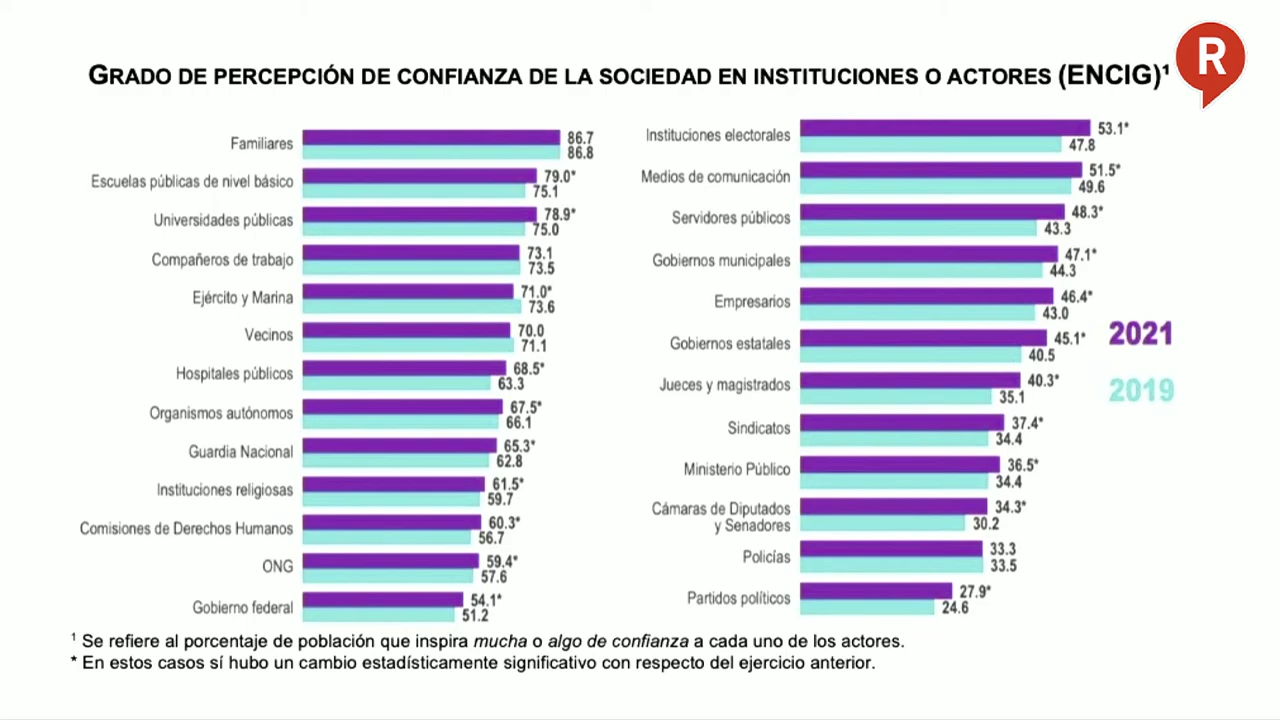 GRADO DE PERCEPCIÓN DE CONFIANZA DE LA SOCIEDAD EN INSTITUCIONES O ACTORES (ENCIG)¹
R
Familiares 86.7
86.8
Escuelas públicas de nivel básico 79.0*
75.1
Universidades públicas 78.9*
75.0
Compañeros de trabajo 73.1
73.5
Ejército y Marina 71.0*
73.6
Vecinos 70.0
71.1
Hospitales públicos 68.5*
63.3
Organismos autónomos 67.5*
66.1
Guardia Nacional 65.3*
62.8
Instituciones religiosas 61.5*
59.7
Comisiones de Derechos Humanos 60.3*
56.7
ONG 59.4*
57.6
Gobierno federal 54.1*
51.2
Instituciones electorales 53.1*
47.8
Medios de comunicación 51.5*
49.6
Servidores públicos 48.3*
43.3
Gobiernos municipales 47.1*
44.3
Empresarios 46.4*
43.0
Gobiernos estatales 45.1*
40.5
Jueces y magistrados 40.3*
35.1
Sindicatos 37.4*
34.4
Ministerio Público 36.5*
34.4
Cámaras de Diputados 34.3*
y Senadores 30.2
Policías 33.3
33.5
Partidos políticos 27.9*
24.6
2021
2019
¹ Se refiere al porcentaje de población que inspira mucha o algo de confianza a cada uno de los actores.
* En estos casos sí hubo un cambio estadísticamente significativo con respecto del ejercicio anterior.